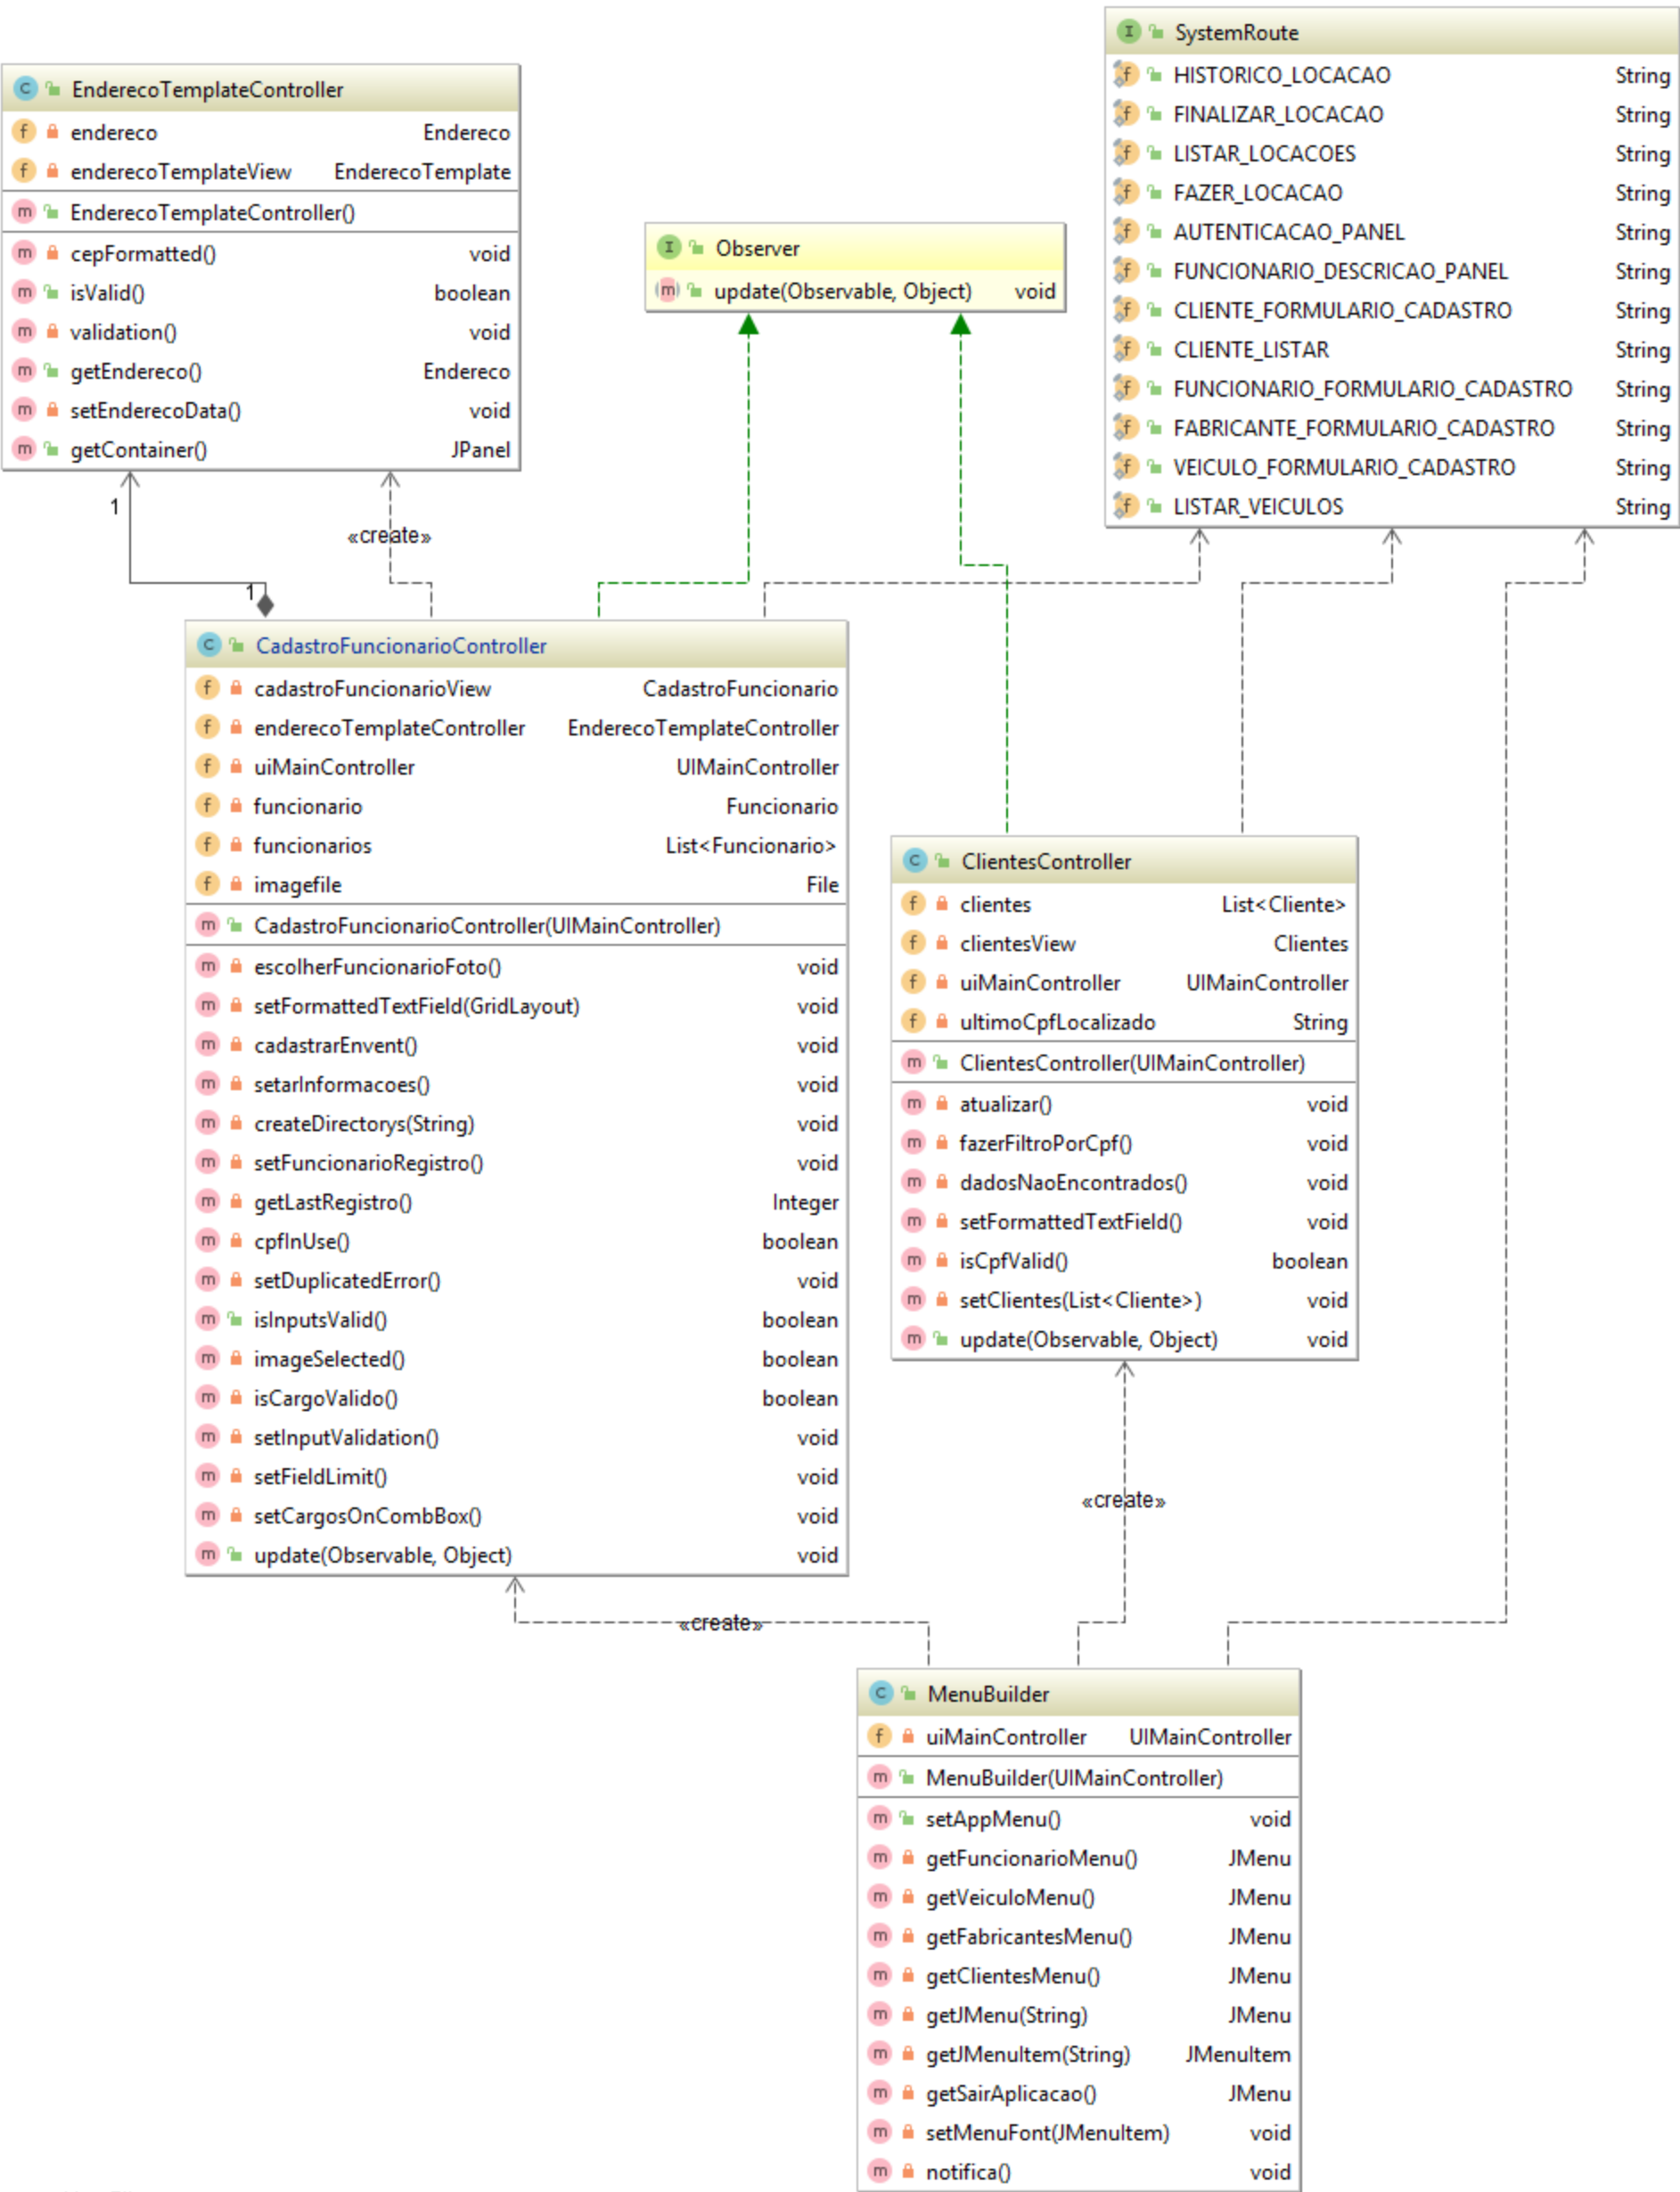 SystemRoute
HISTORICO_LOCACAO String
FINALIZAR_LOCACAO String
LISTAR_LOCACOES String
FAZER_LOCACAO String
AUTENTICACAO_PANEL String
FUNCIONARIO_DESCRICAO_PANEL String
CLIENTE_FORMULARIO_CADASTRO String
CLIENTE_LISTAR String
FUNCIONARIO_FORMULARIO_CADASTRO String
FABRICANTE_FORMULARIO_CADASTRO String
VEICULO_FORMULARIO_CADASTRO String
LISTAR_VEICULOS String
EnderecoTemplateController
endereco Endereco
enderecoTemplateView EnderecoTemplate
EnderecoTemplateController()
cepFormatted() void
isValid() boolean
validation() void
getEndereco() Endereco
setEnderecoData() void
getContainer() JPanel
Observer
update(Observable, Object) void
1
«create»
1
CadastroFuncionarioController
cadastroFuncionarioView CadastroFuncionario
enderecoTemplateController EnderecoTemplateController
uiMainController UIMainController
funcionario Funcionario
funcionarios List<Funcionario>
imagefile File
CadastroFuncionarioController(UIMainController)
escolherFuncionarioFoto() void
setFormattedTextField(GridLayout) void
cadastrarEnvent() void
setarInformacoes() void
createDirectorys(String) void
setFuncionarioRegistro() void
getLastRegistro() Integer
cpfInUse() boolean
setDuplicatedError() void
isInputsValid() boolean
imageSelected() boolean
isCargoValido() boolean
setInputValidation() void
setFieldLimit() void
setCargosOnCombBox() void
update(Observable, Object) void
ClientesController
clientes List<Cliente>
clientesView Clientes
uiMainController UIMainController
ultimoCpfLocalizado String
ClientesController(UIMainController)
atualizar() void
fazerFiltroPorCpf() void
dadosNaoEncontrados() void
setFormattedTextField() void
isCpfValid() boolean
setClientes(List<Cliente>) void
update(Observable, Object) void
«create»
«create»
MenuBuilder
uiMainController UIMainController
MenuBuilder(UIMainController)
setAppMenu() void
getFuncionarioMenu() JMenu
getVeiculoMenu() JMenu
getFabricantesMenu() JMenu
getClientesMenu() JMenu
getJMenu(String) JMenu
getJMenuItem(String) JMenuItem
getSairAplicacao() JMenu
setMenuFont(JMenuItem) void
notifica() void